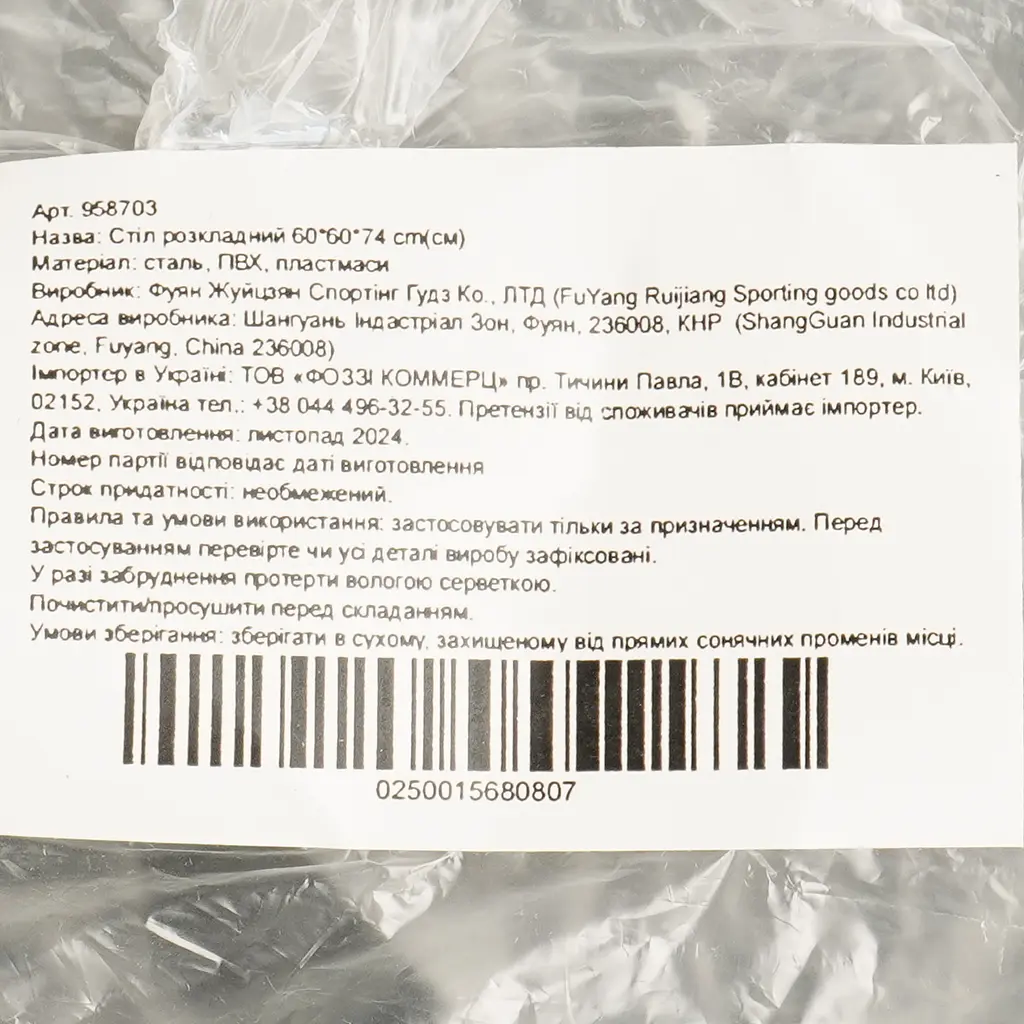 Арт. 958703
Назва: Стіл розкладний 60*60*74 cm(см)
Матеріал: сталь, ПВХ, пластмаси
Виробник: Фуян Жуйцзян Спортінг Гудз Ко., ЛТД (FuYang Ruijiang Sporting goods co ltd)
Адреса виробника: Шангуань Індастріал Зон, Фуян, 236008, КНР (ShangGuan Industrial
zone, Fuyang, China 236008)
Імпортер в Україні: ТОВ «ФОЗЗІ КОММЕРЦ» пр. Тичини Павла, 1В, кабінет 189, м. Київ,
02152, Україна тел.: +38 044 496-32-55. Претензії від споживачів приймає імпортер.
Дата виготовлення: листопад 2024.
Номер партії відповідає даті виготовлення
Строк придатності: необмежений.
Правила та умови використання: застосовувати тільки за призначенням. Перед
застосуванням перевірте чи усі деталі виробу зафіксовані.
У разі забруднення протерти вологою серветкою.
Почистити/просушити перед складанням.
Умови зберігання: зберігати в сухому, захищеному від прямих сонячних променів місці.
0250015680807